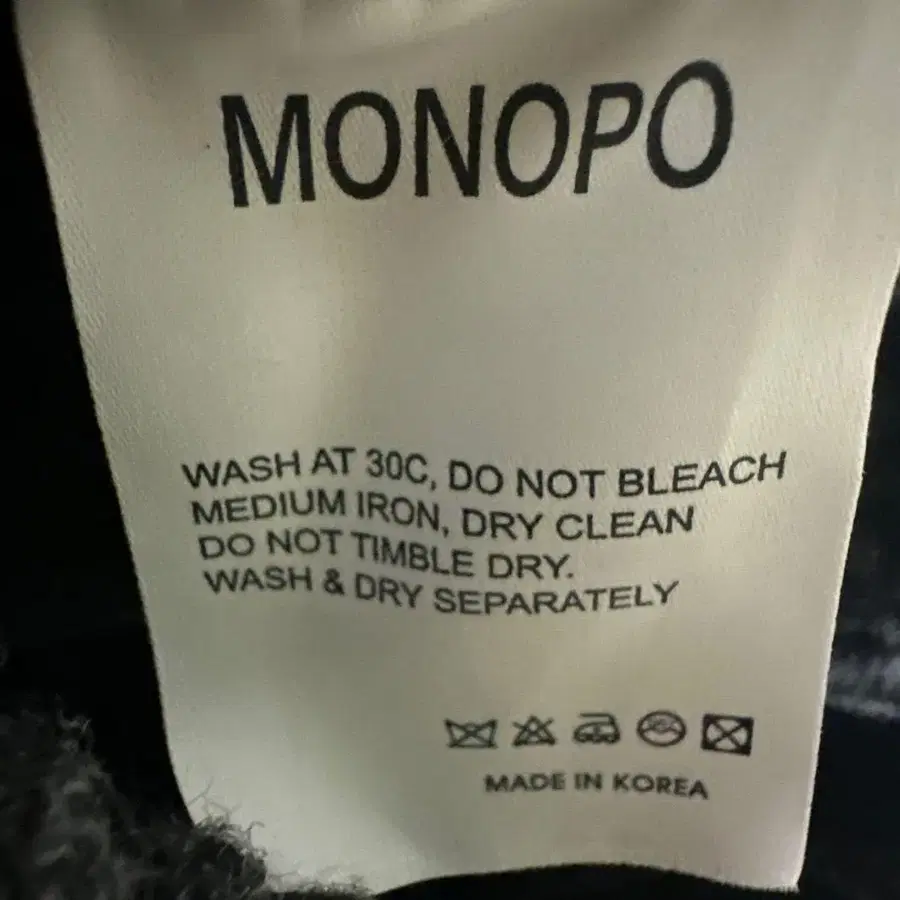 MONOPO
WASH AT 30C, DO NOT BLEACH
MEDIUM IRON, DRY CLEAN
DO NOT TIMBLE DRY.
WASH & DRY SEPARATELY
MADE IN KOREA